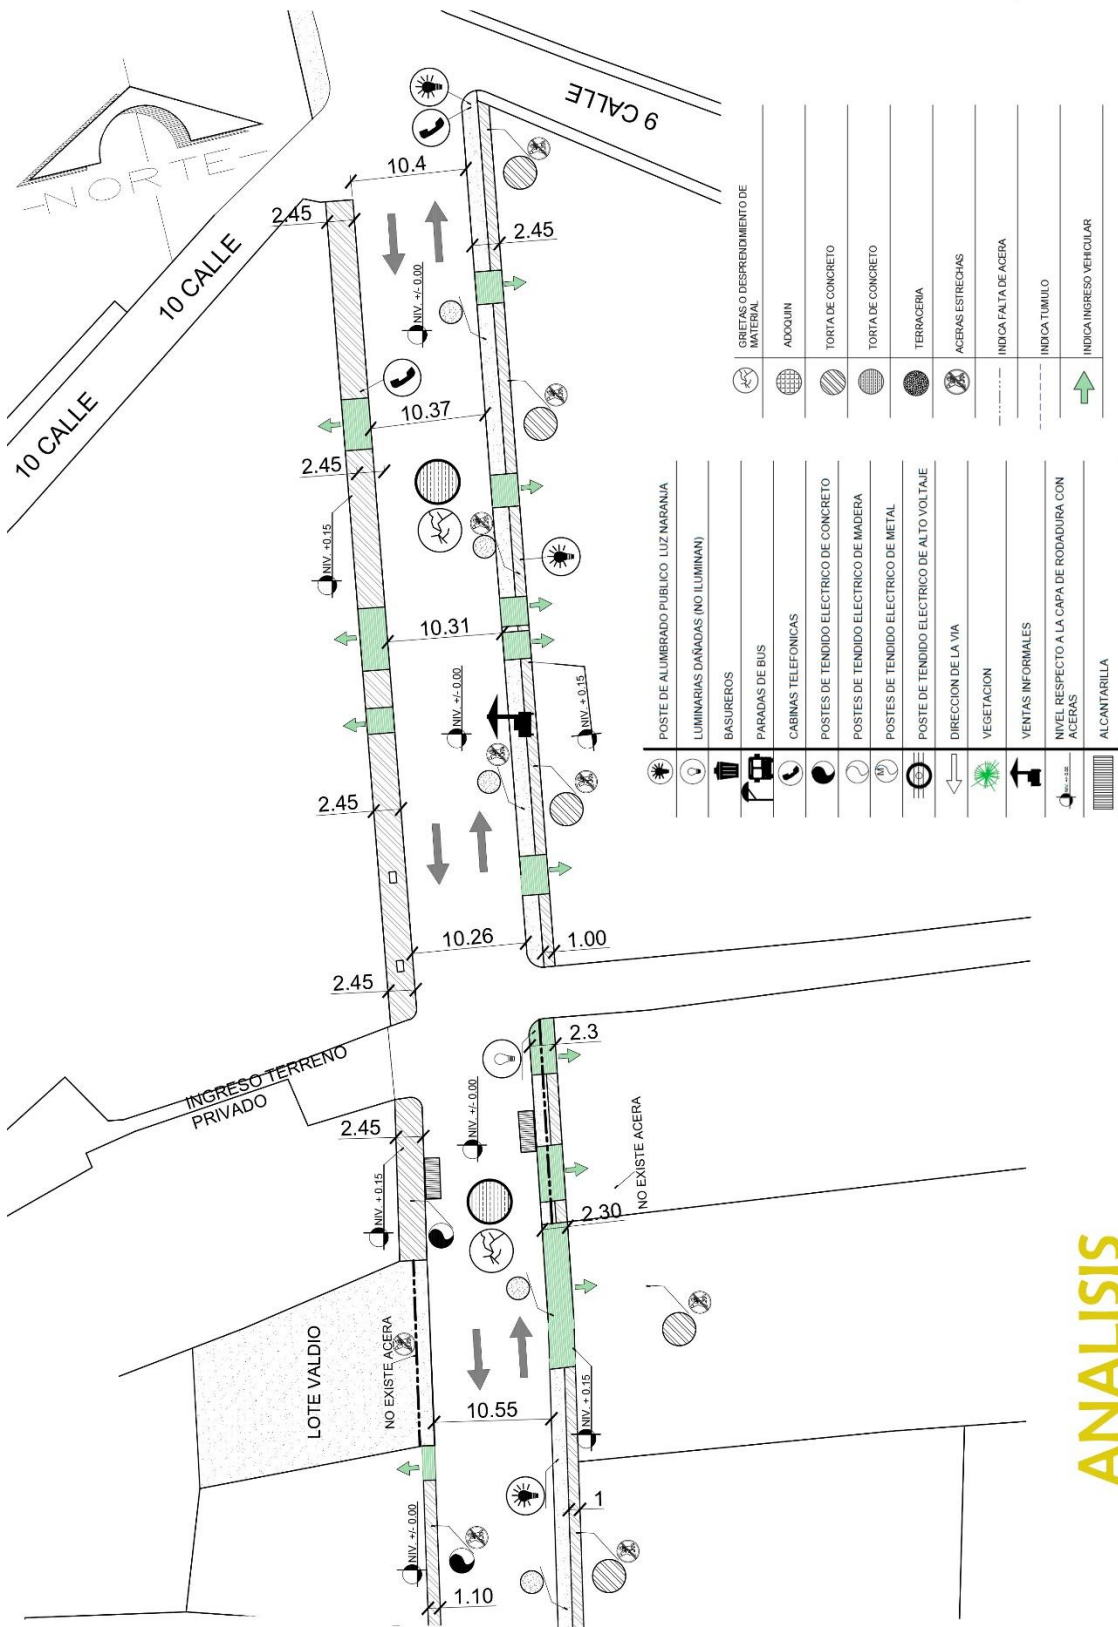 NORTE
10 CALLE
10 CALLE
9 CALLE
10.4
2.45
2.45
NIV. +/- 0.00
10.37
2.45
NIV. +0.15
10.31
NIV. +/- 0.00
NIV. + 0.15
2.45
10.26
1.00
2.45
INGRESO TERRENO
PRIVADO
2.3
NIV. +/- 0.00
2.45
NIV. + 0.15
NO EXISTE ACERA
2.30
LOTE VALDIO
NO EXISTE ACERA
10.55
NIV. + 0.15
NIV. +/- 0.00
1
1.10
POSTE DE ALUMBRADO PUBLICO LUZ NARANJA
LUMINARIAS DAÑADAS (NO ILUMINAN)
BASUREROS
PARADAS DE BUS
CABINAS TELEFONICAS
POSTES DE TENDIDO ELECTRICO DE CONCRETO
POSTES DE TENDIDO ELECTRICO DE MADERA
M
POSTES DE TENDIDO ELECTRICO DE METAL
POSTE DE TENDIDO ELECTRICO DE ALTO VOLTAJE
DIRECCION DE LA VIA
VEGETACION
VENTAS INFORMALES
NIVEL RESPECTO A LA CAPA DE RODADURA CON
ACERAS
ALCANTARILLA
GRIETAS O DESPRENDIMIENTO DE
MATERIAL
ADOQUIN
TORTA DE CONCRETO
TORTA DE CONCRETO
TERRACERIA
ACERAS ESTRECHAS
INDICA FALTA DE ACERA
INDICA TUMULO
INDICA INGRESO VEHICULAR
ANALISIS